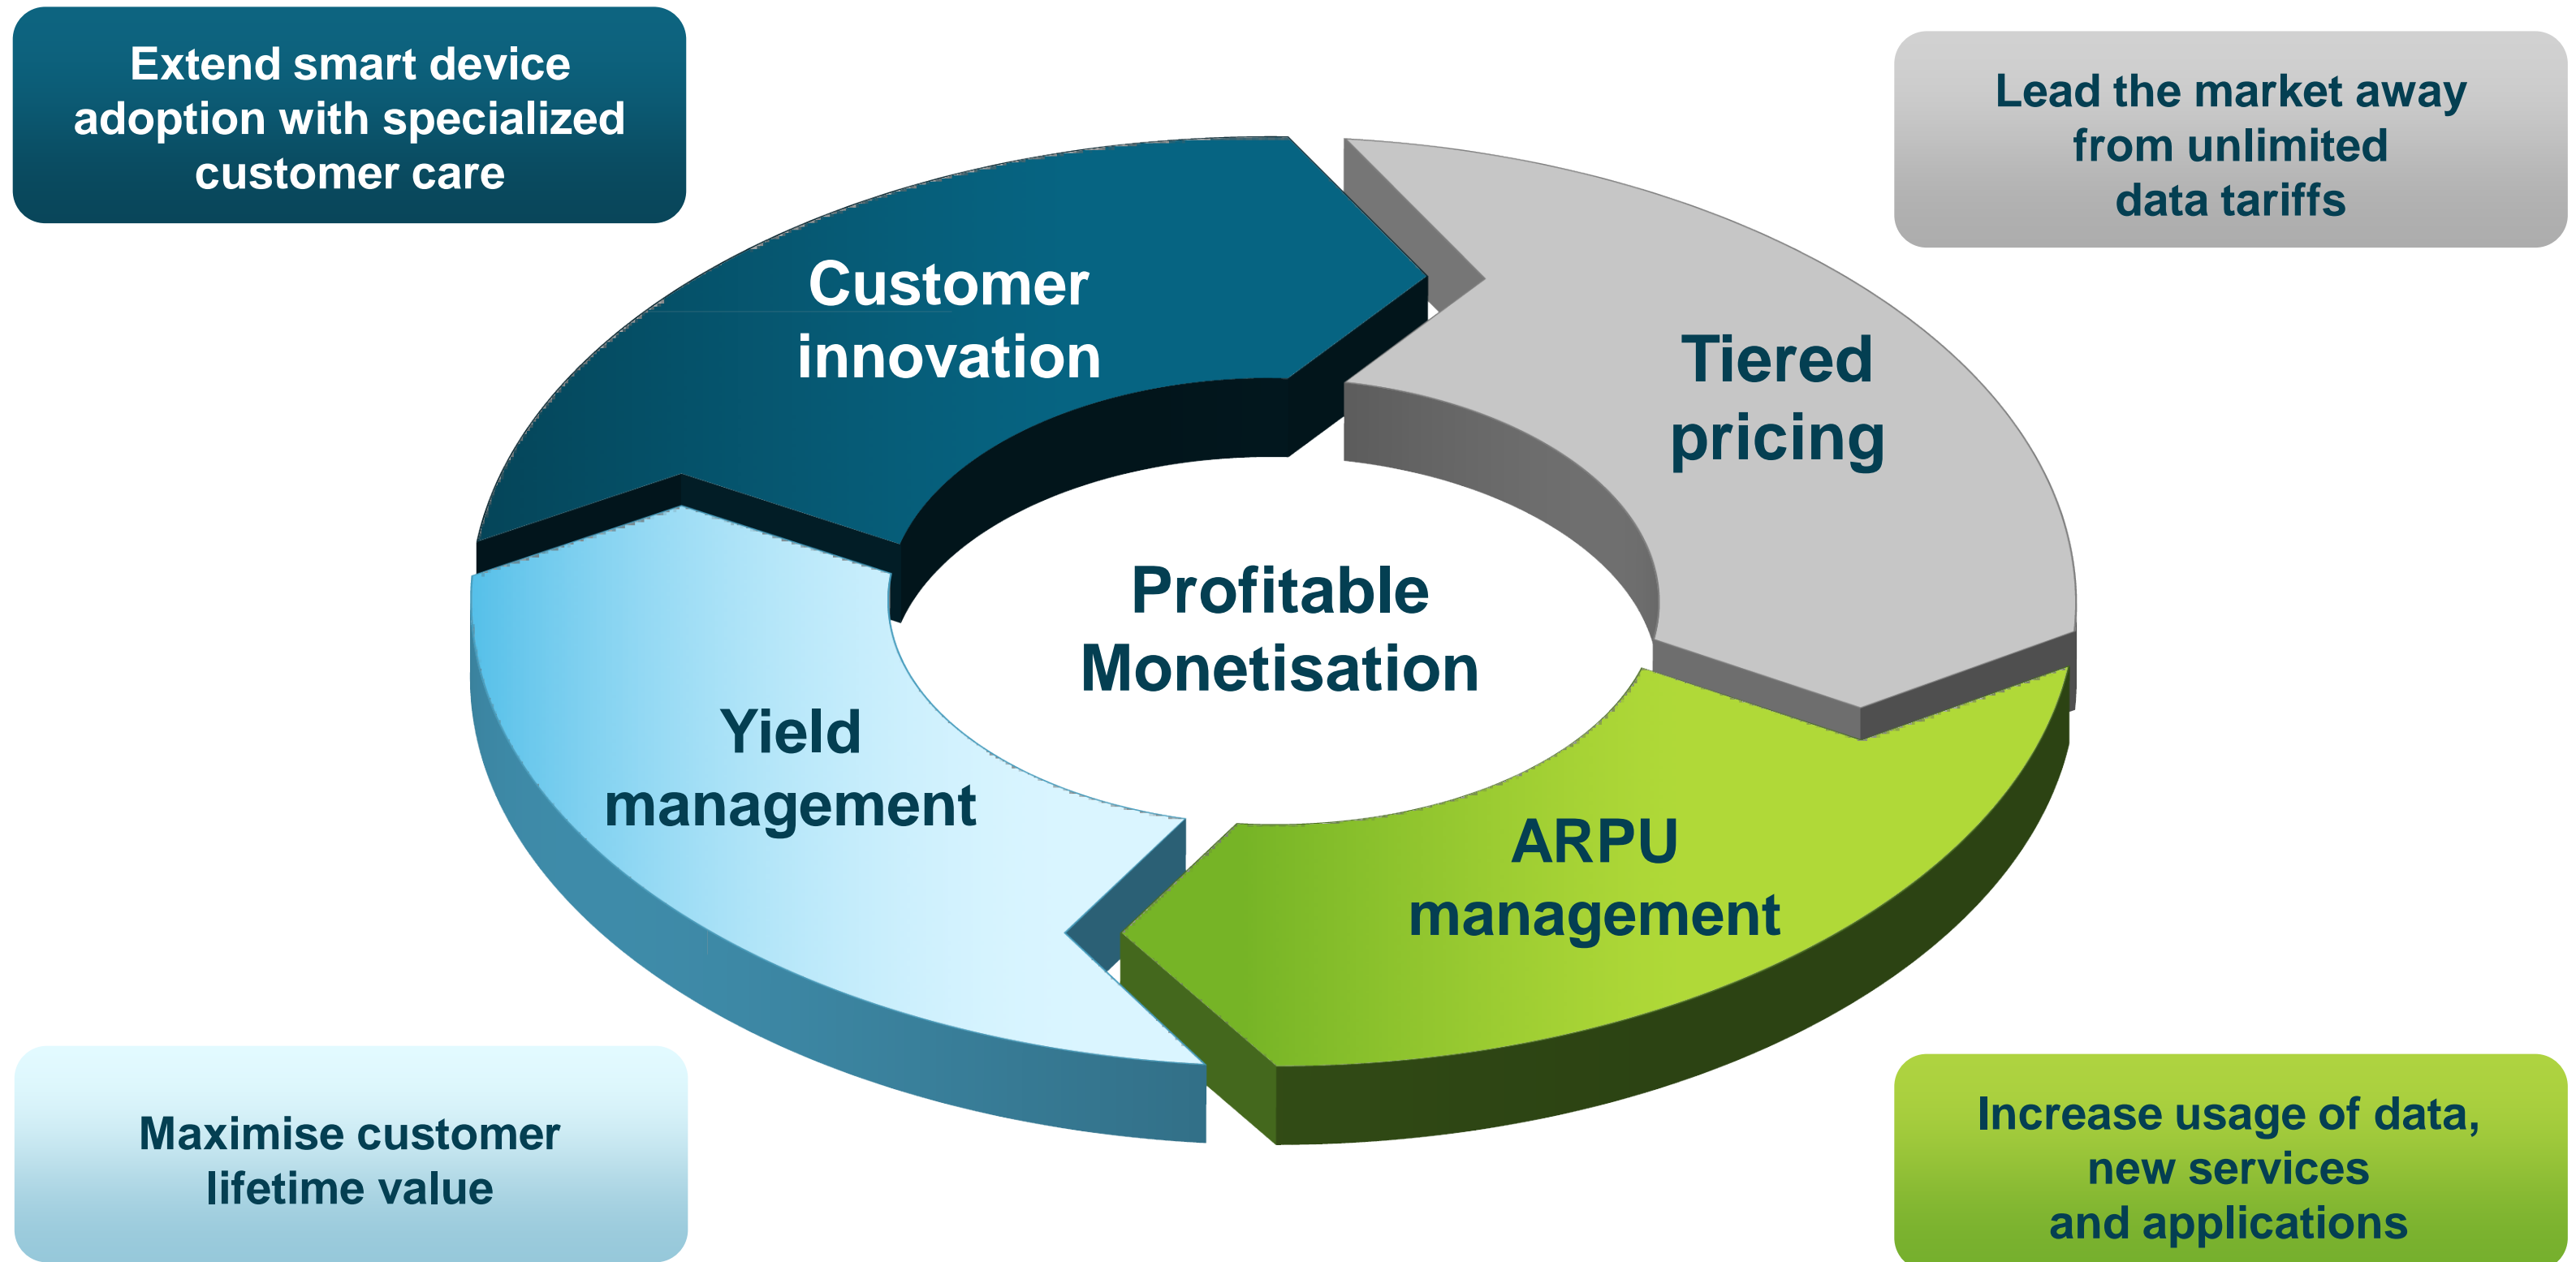 Extend smart device
adoption with specialized
customer care
Lead the market away
from unlimited
data tariffs
Customer
innovation
Tiered
pricing
Profitable
Monetisation
Yield
management
ARPU
management
Maximise customer
lifetime value
Increase usage of data,
new services
and applications